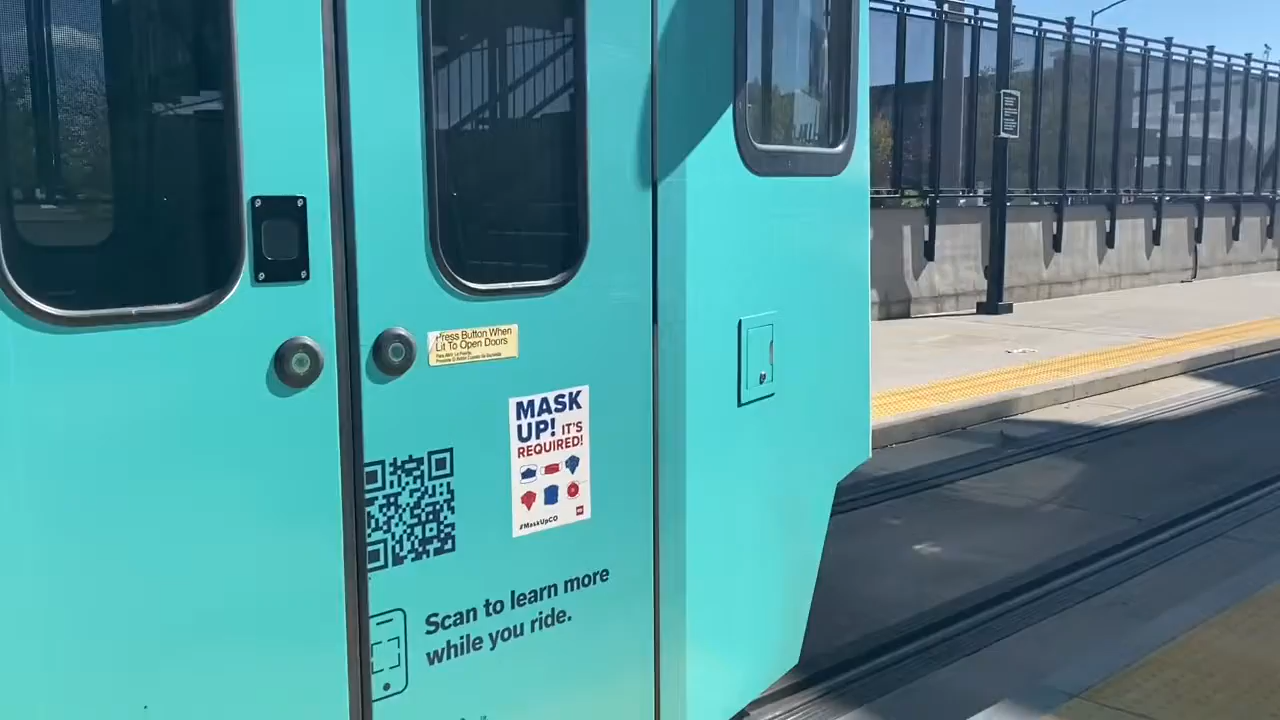 Press Button When
Lit To Open Doors
MASK
UP! IT'S
REQUIRED!
#MaskUpCO
Scan to learn more
while you ride.